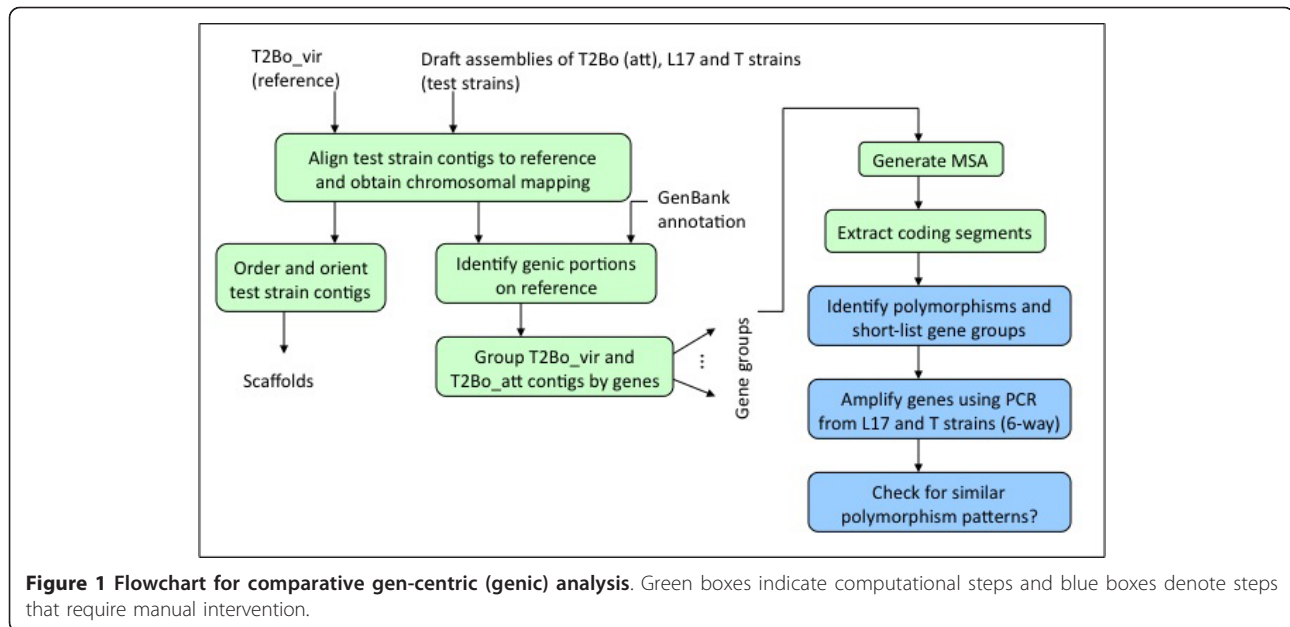 T2Bo_vir
(reference)
Draft assemblies of T2Bo (att), L17 and T strains
(test strains)
Align test strain contigs to reference
and obtain chromosomal mapping
GenBank
annotation
Order and orient
test strain contigs
Identify genic portions
on reference
Scaffolds
Group T2Bo_vir and
T2Bo_att contigs by genes
...
Gene groups
Generate MSA
Extract coding segments
Identify polymorphisms and
short-list gene groups
Amplify genes using PCR
from L17 and T strains (6-way)
Check for similar
polymorphism patterns?
Figure 1 Flowchart for comparative gen-centric (genic) analysis. Green boxes indicate computational steps and blue boxes denote steps
that require manual intervention.